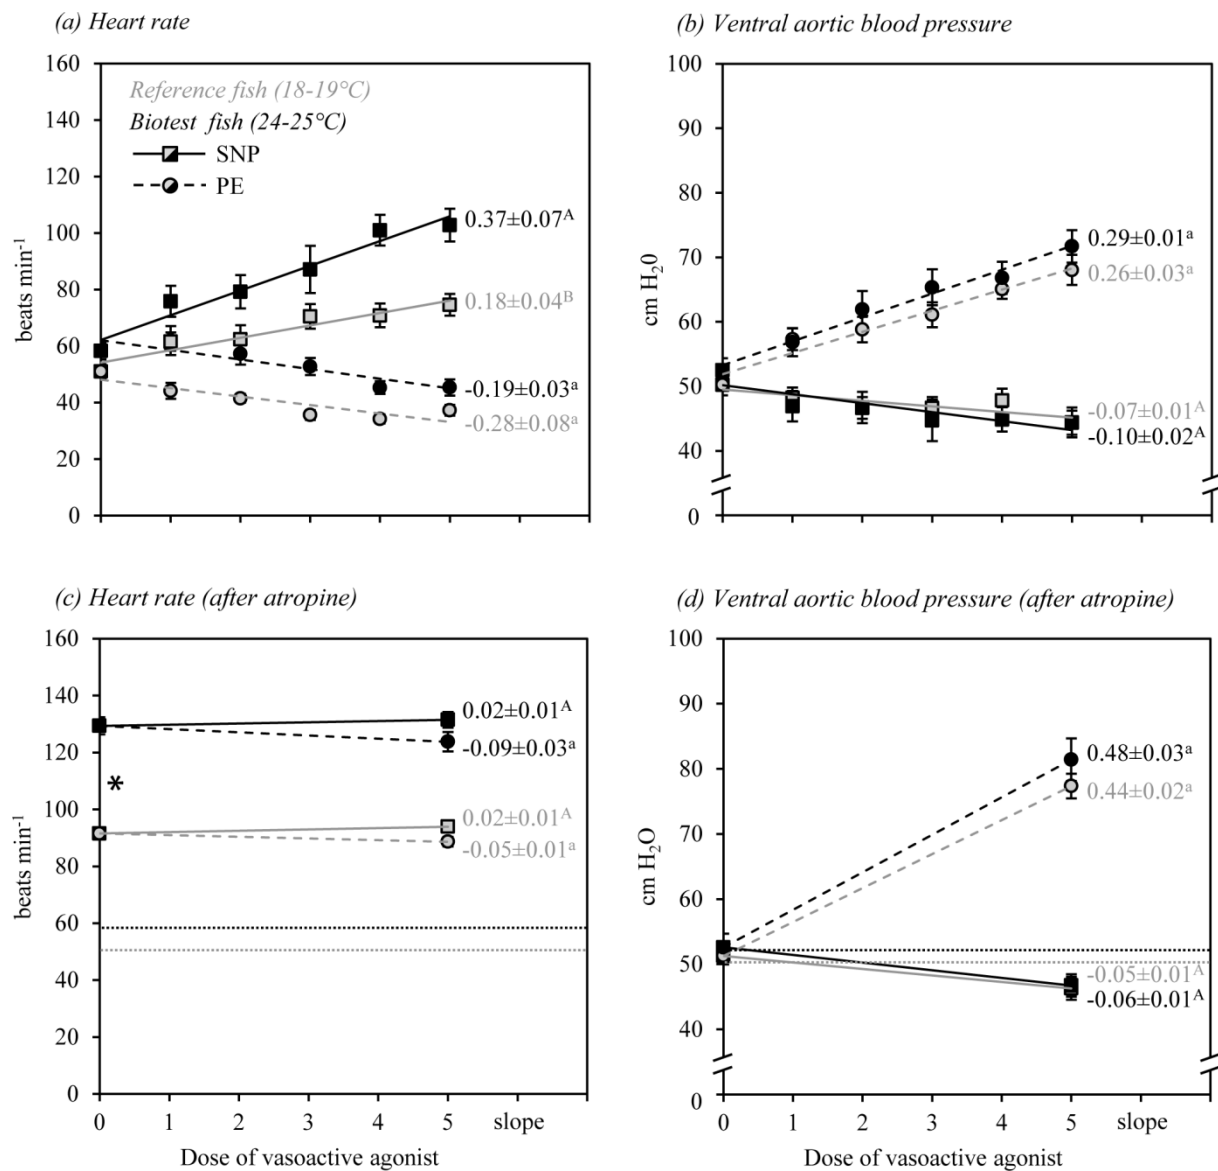 (a) Heart rate
160
140
120
100
80
60
40
20
0
beats min⁻¹
Reference fish (18-19°C)
Biotest fish (24-25°C)
SNP
PE
0.37±0.07ᴬ
0.18±0.04ᴮ
-0.19±0.03ᵃ
-0.28±0.08ᵃ
(b) Ventral aortic blood pressure
100
90
80
70
60
50
40
0
cm H₂0
0.29±0.01ᵃ
0.26±0.03ᵃ
-0.07±0.01ᴬ
-0.10±0.02ᴬ
(c) Heart rate (after atropine)
160
140
120
100
80
60
40
20
0
beats min⁻¹
0.02±0.01ᴬ
-0.09±0.03ᵃ
*
0.02±0.01ᴬ
-0.05±0.01ᵃ
0 1 2 3 4 5 slope
Dose of vasoactive agonist
(d) Ventral aortic blood pressure (after atropine)
100
90
80
70
60
50
40
0
cm H₂O
0.48±0.03ᵃ
0.44±0.02ᵃ
-0.05±0.01ᴬ
-0.06±0.01ᴬ
0 1 2 3 4 5 slope
Dose of vasoactive agonist